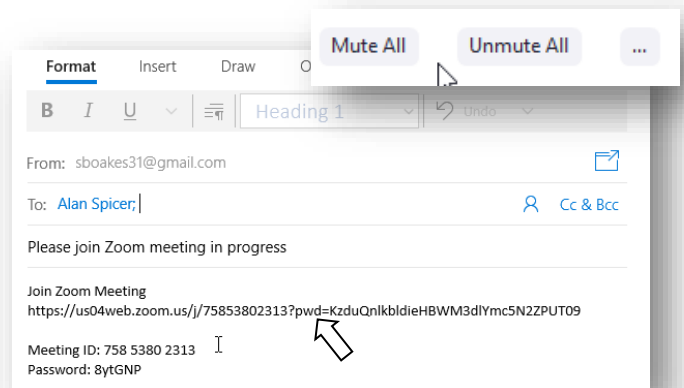 Mute All Unmute All ...
Format Insert Draw
B I U Heading 1 Undo
From: sboakes31@gmail.com
To: Alan Spicer; Cc & Bcc
Please join Zoom meeting in progress
Join Zoom Meeting
https://us04web.zoom.us/j/75853802313?pwd=KzduQnlkbldieHBWM3dlYmc5N2ZPUT09
Meeting ID: 758 5380 2313
Password: 8ytGNP